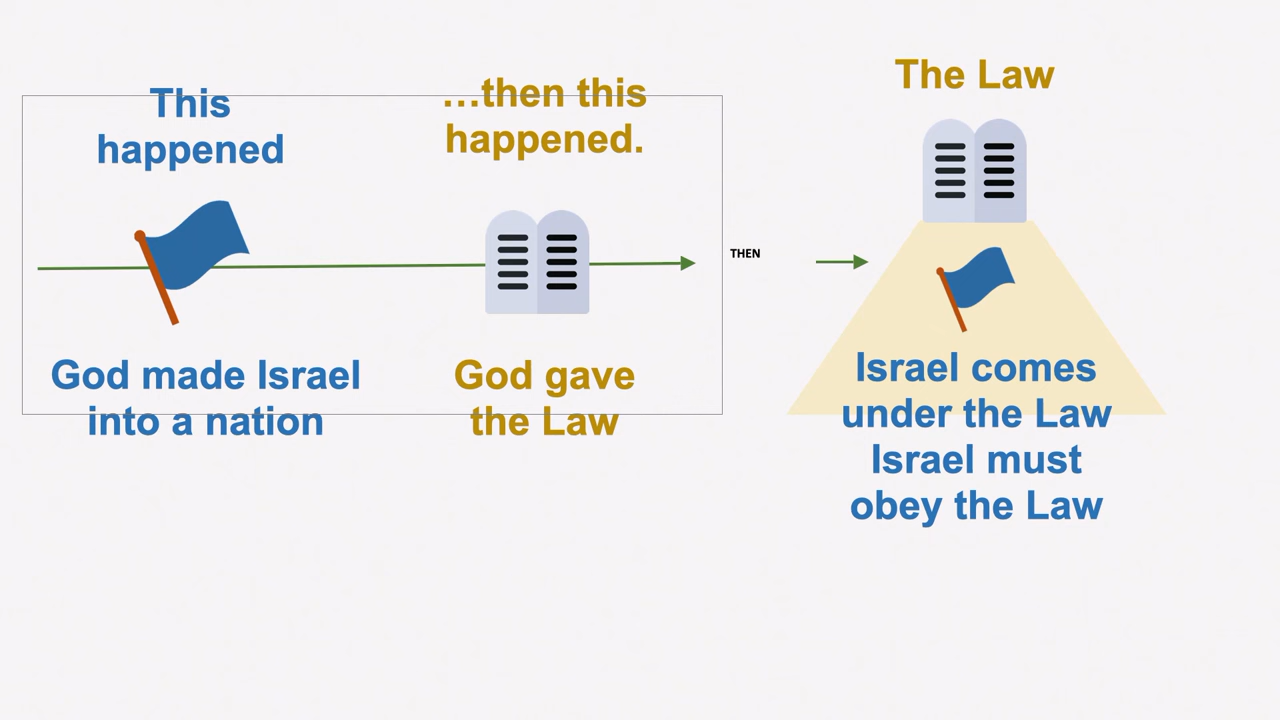 This
happened
God made Israel
into a nation
…then this
happened.
God gave
the Law
THEN
The Law
Israel comes
under the Law
Israel must
obey the Law